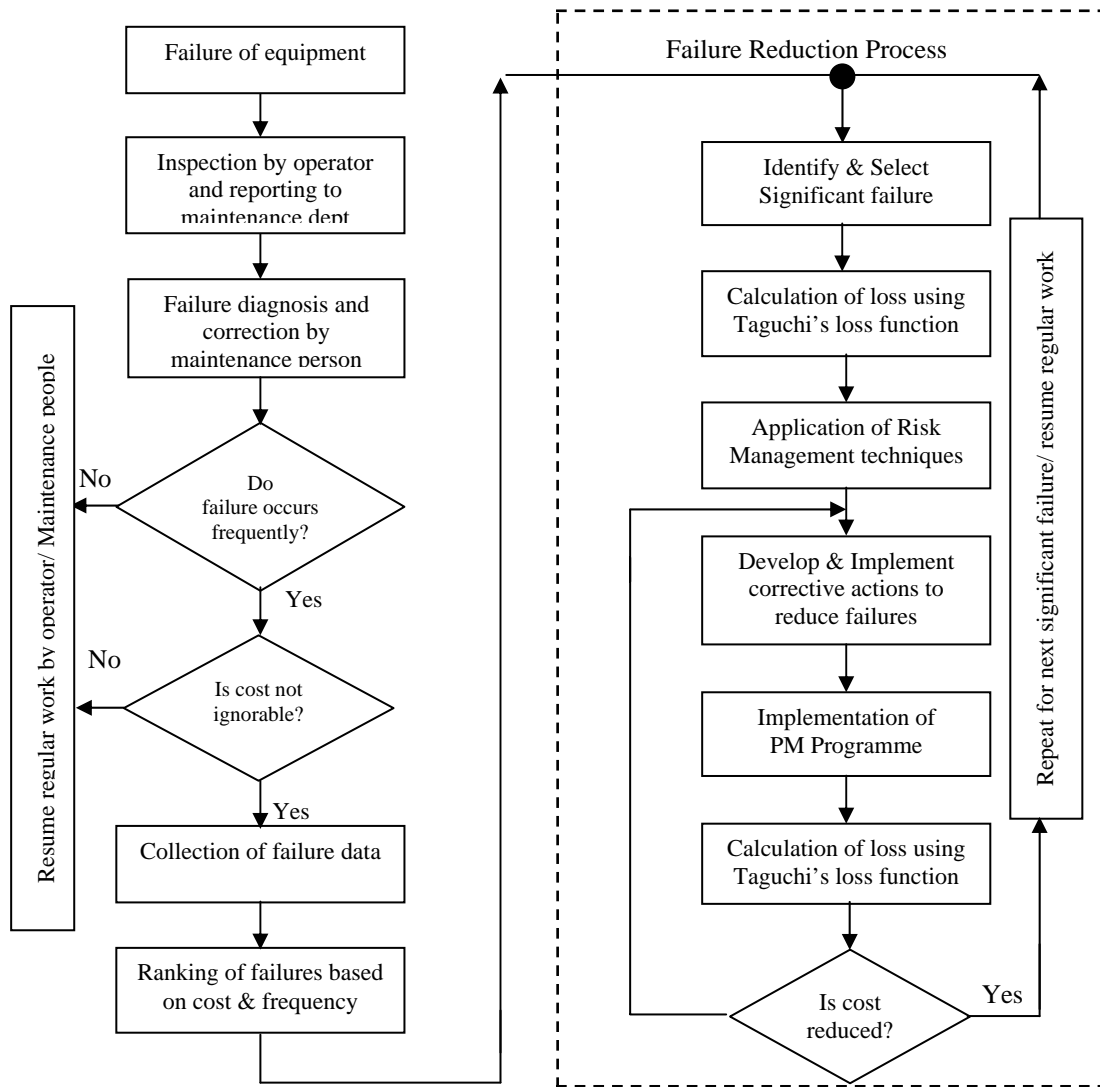 Failure of equipment
Inspection by operator
and reporting to
maintenance dept
Failure diagnosis and
correction by
maintenance person
Do
failure occurs
frequently?
No
Yes
Is cost not
ignorable?
No
Yes
Resume regular work by operator/ Maintenance people
Collection of failure data
Ranking of failures based
on cost & frequency
Failure Reduction Process
Identify & Select
Significant failure
Calculation of loss using
Taguchi's loss function
Application of Risk
Management techniques
Develop & Implement
corrective actions to
reduce failures
Implementation of
PM Programme
Calculation of loss using
Taguchi's loss function
Is cost
reduced?
Yes
Repeat for next significant failure/ resume regular work